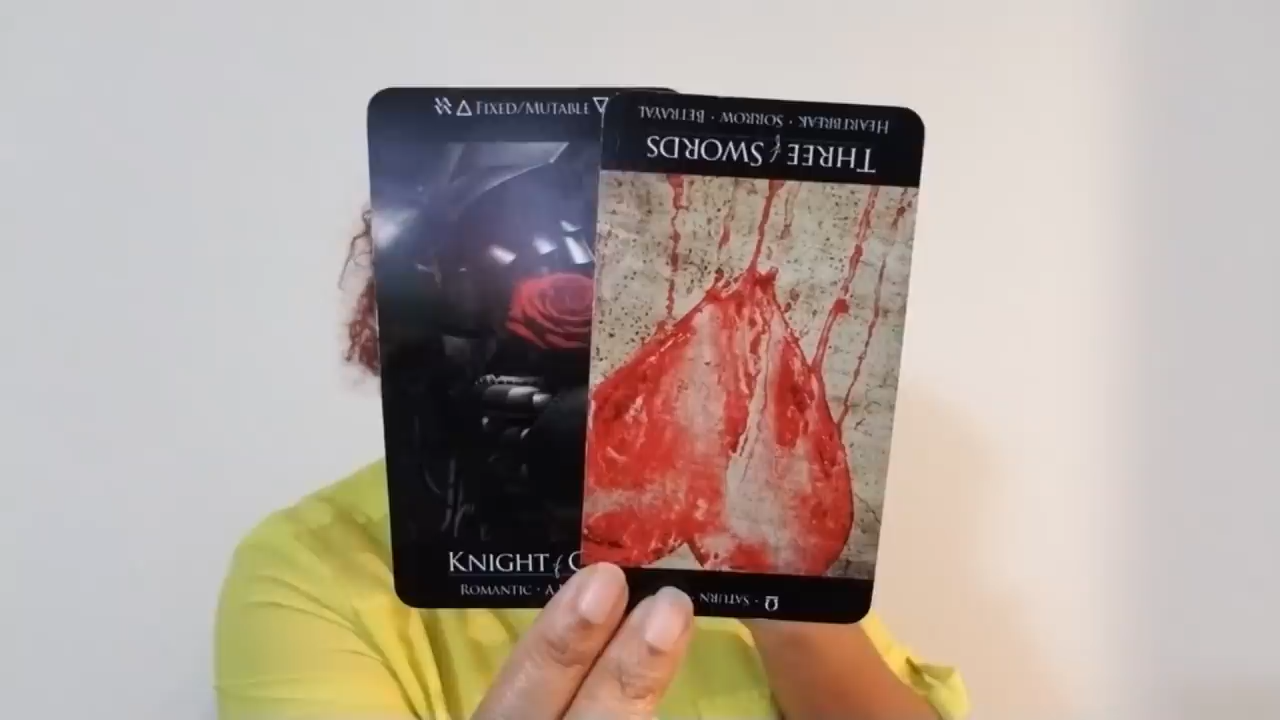 FIXED/MUTABLE
KNIGHT of
ROMANTIC ·
HEARTBREAK · SORROW · BETRAYAL
THREE of SWORDS
SATURN ·